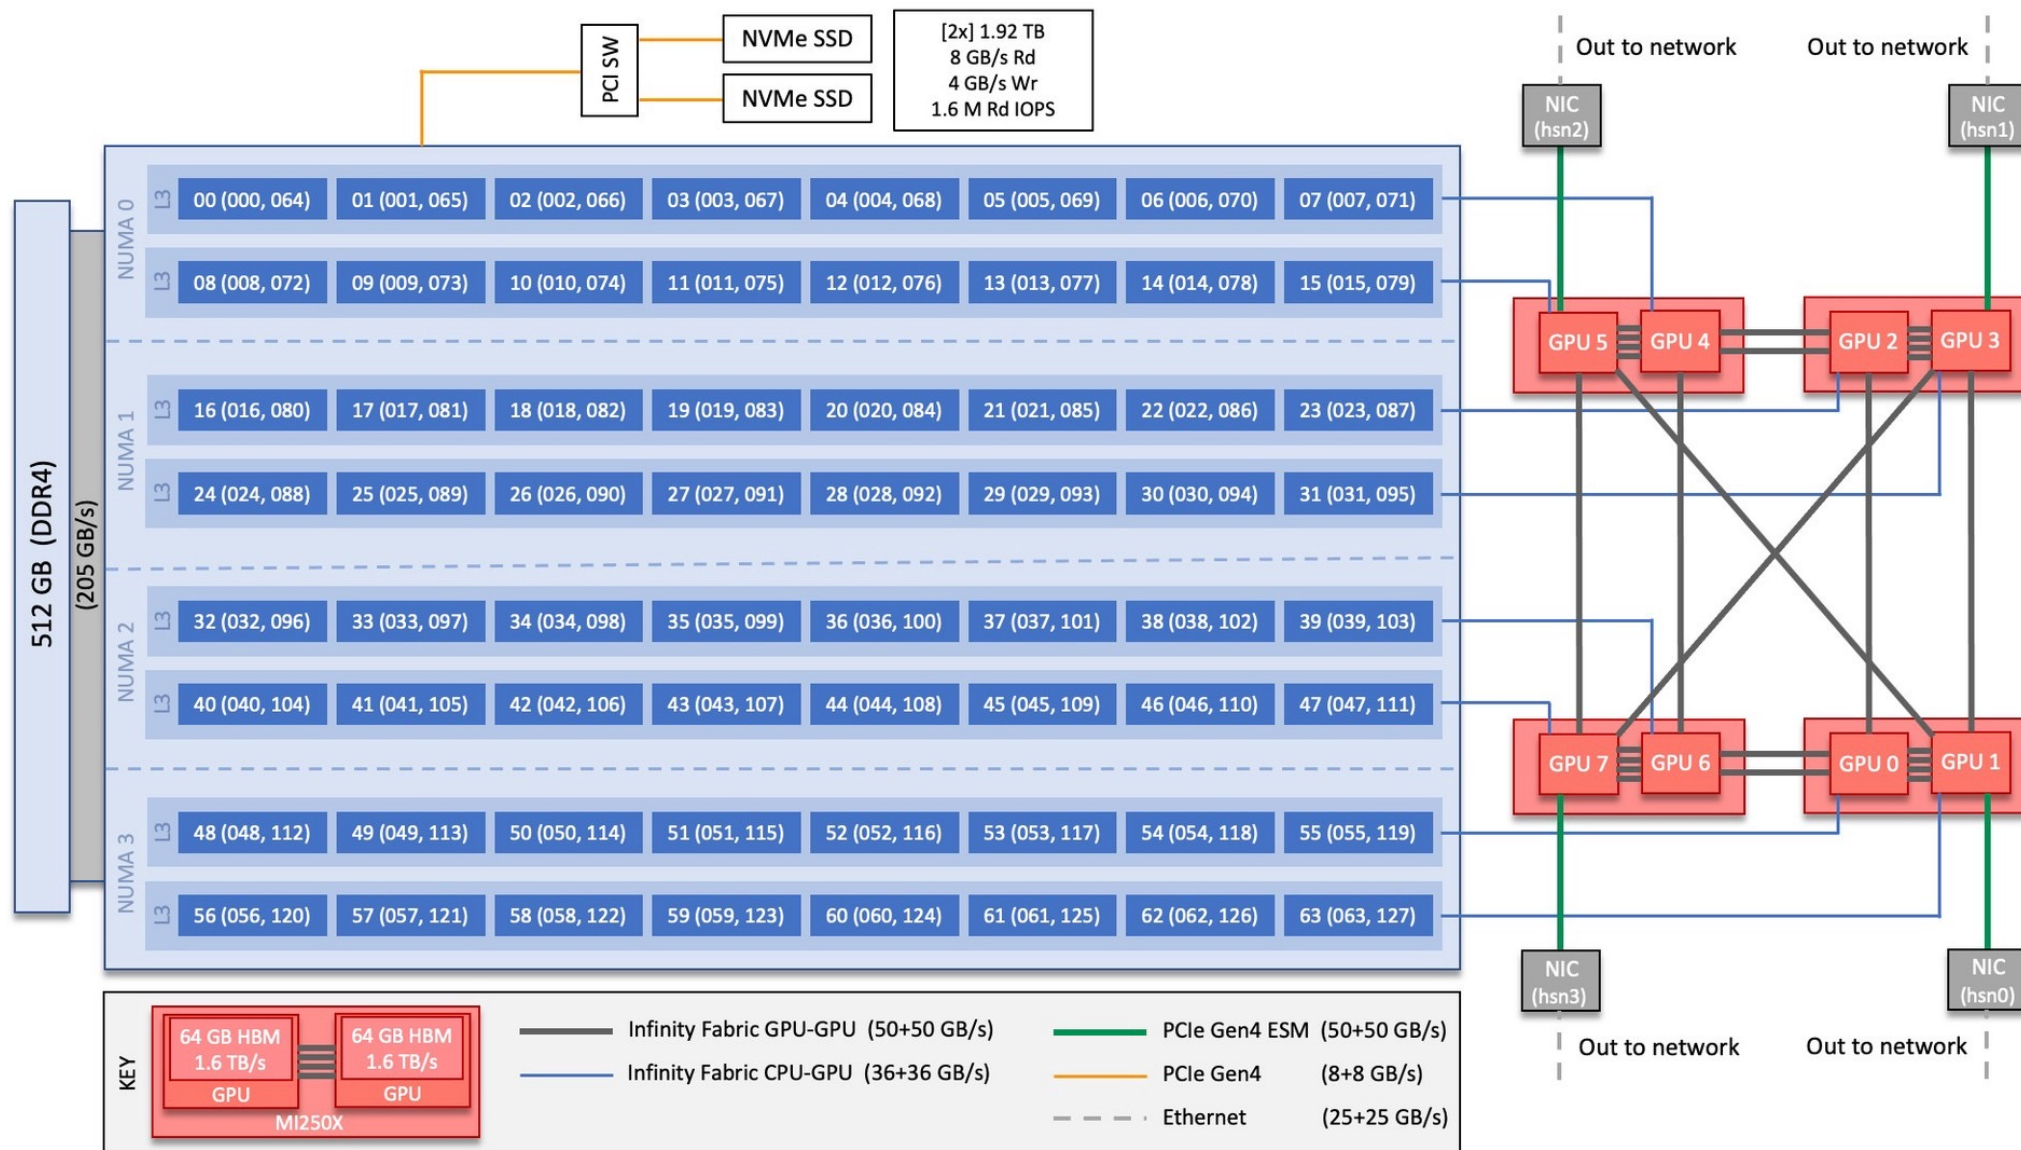 PCI SW
NVMe SSD
NVMe SSD
[2x] 1.92 TB
8 GB/s Rd
4 GB/s Wr
1.6 M Rd IOPS
Out to network
Out to network
NIC
(hsn2)
NIC
(hsn1)
512 GB (DDR4)
(205 GB/s)
NUMA 0
L3
00 (000, 064)
01 (001, 065)
02 (002, 066)
03 (003, 067)
04 (004, 068)
05 (005, 069)
06 (006, 070)
07 (007, 071)
L3
08 (008, 072)
09 (009, 073)
10 (010, 074)
11 (011, 075)
12 (012, 076)
13 (013, 077)
14 (014, 078)
15 (015, 079)
NUMA 1
L3
16 (016, 080)
17 (017, 081)
18 (018, 082)
19 (019, 083)
20 (020, 084)
21 (021, 085)
22 (022, 086)
23 (023, 087)
L3
24 (024, 088)
25 (025, 089)
26 (026, 090)
27 (027, 091)
28 (028, 092)
29 (029, 093)
30 (030, 094)
31 (031, 095)
NUMA 2
L3
32 (032, 096)
33 (033, 097)
34 (034, 098)
35 (035, 099)
36 (036, 100)
37 (037, 101)
38 (038, 102)
39 (039, 103)
L3
40 (040, 104)
41 (041, 105)
42 (042, 106)
43 (043, 107)
44 (044, 108)
45 (045, 109)
46 (046, 110)
47 (047, 111)
NUMA 3
L3
48 (048, 112)
49 (049, 113)
50 (050, 114)
51 (051, 115)
52 (052, 116)
53 (053, 117)
54 (054, 118)
55 (055, 119)
L3
56 (056, 120)
57 (057, 121)
58 (058, 122)
59 (059, 123)
60 (060, 124)
61 (061, 125)
62 (062, 126)
63 (063, 127)
GPU 5
GPU 4
GPU 2
GPU 3
GPU 7
GPU 6
GPU 0
GPU 1
NIC
(hsn3)
NIC
(hsn0)
Out to network
Out to network
KEY
64 GB HBM
1.6 TB/s
GPU
64 GB HBM
1.6 TB/s
GPU
MI250X
Infinity Fabric GPU-GPU (50+50 GB/s)
Infinity Fabric CPU-GPU (36+36 GB/s)
PCIe Gen4 ESM (50+50 GB/s)
PCIe Gen4 (8+8 GB/s)
Ethernet (25+25 GB/s)